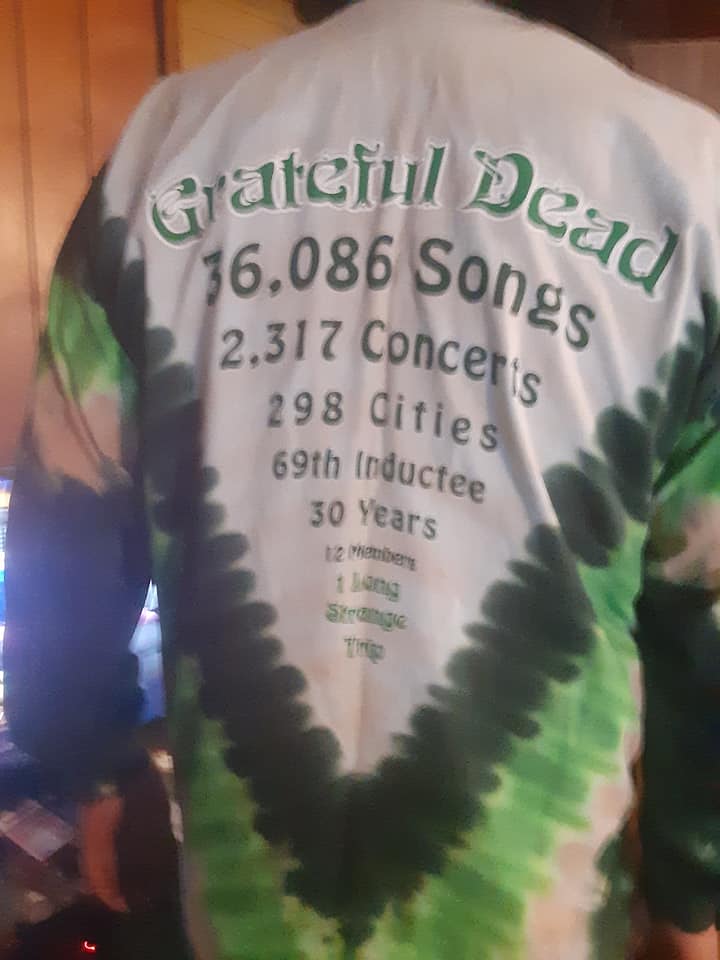 Grateful Dead
36,086 Songs
2,317 Concerts
298 Cities
69th Inductee
30 Years
12 Members
1 Long
Strange
Trip